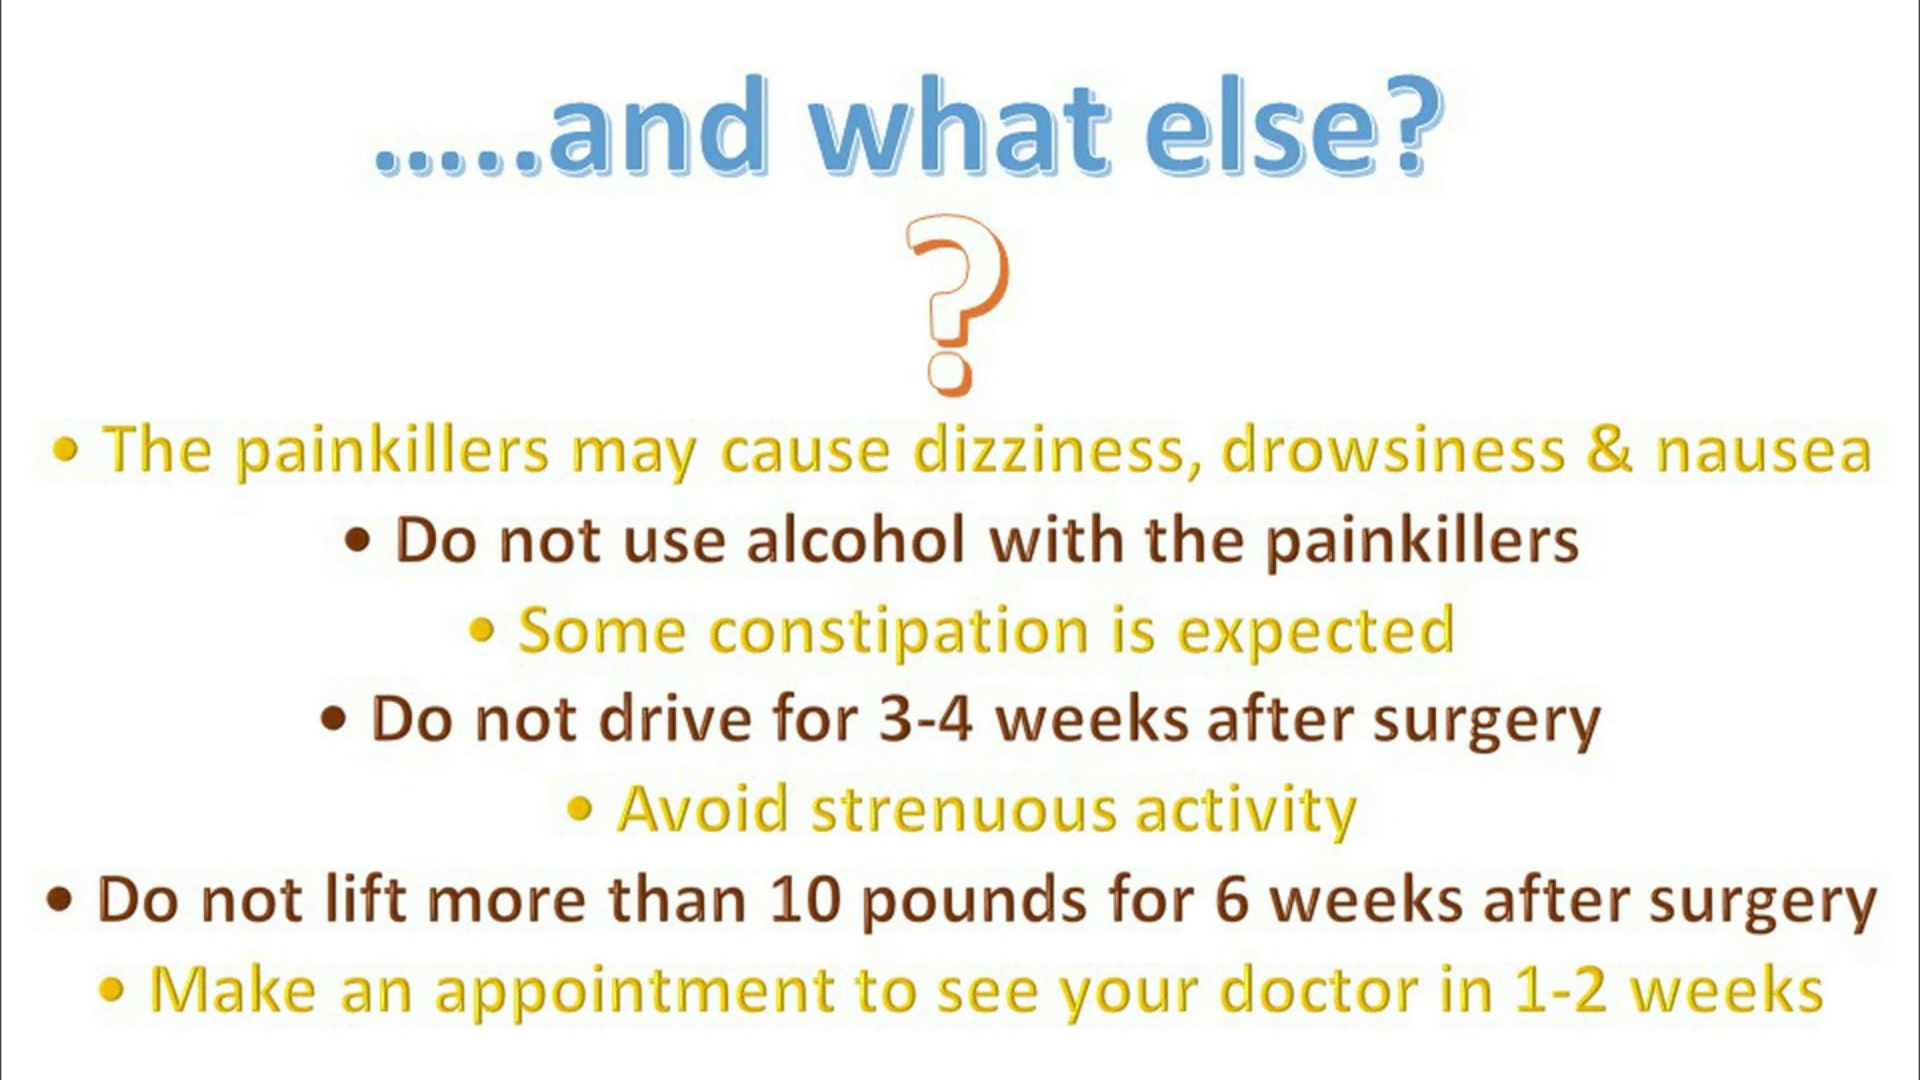 .....and what else?
?
• The painkillers may cause dizziness, drowsiness & nausea
• Do not use alcohol with the painkillers
• Some constipation is expected
• Do not drive for 3-4 weeks after surgery
• Avoid strenuous activity
• Do not lift more than 10 pounds for 6 weeks after surgery
• Make an appointment to see your doctor in 1-2 weeks